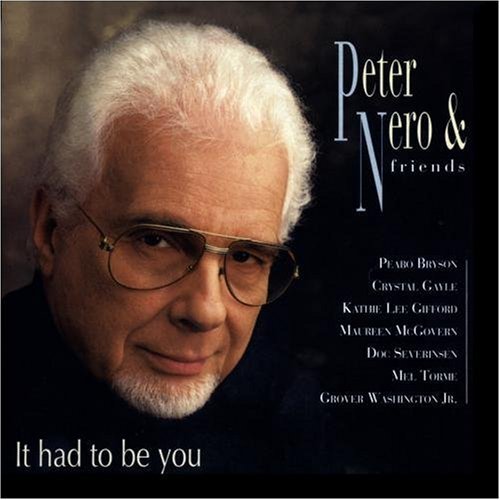 Peter
Nero &
friends
Peabo Bryson
Crystal Gayle
Kathie Lee Gifford
Maureen McGovern
Doc Severinsen
Mel Torme
Grover Washington Jr.
It had to be you